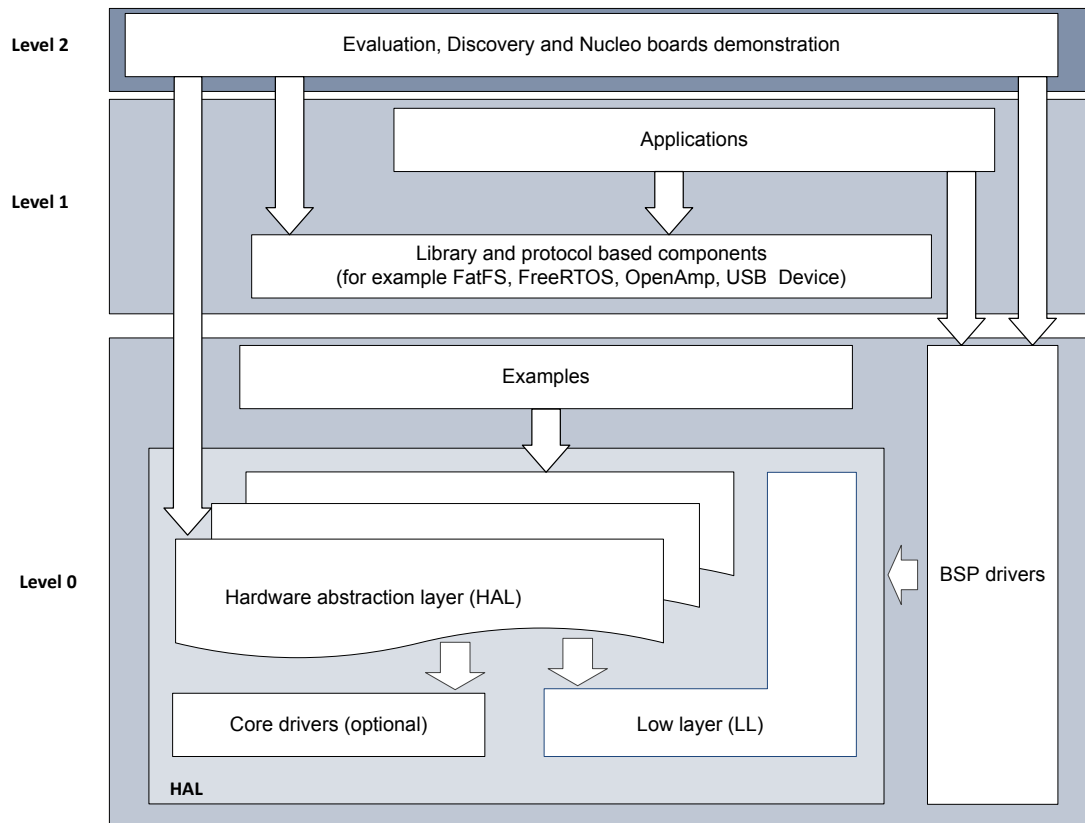 Level 2
Evaluation, Discovery and Nucleo boards demonstration
Level 1
Applications
Library and protocol based components
(for example FatFS, FreeRTOS, OpenAmp, USB Device)
Level 0
Examples
Hardware abstraction layer (HAL)
BSP drivers
Core drivers (optional)
Low layer (LL)
HAL